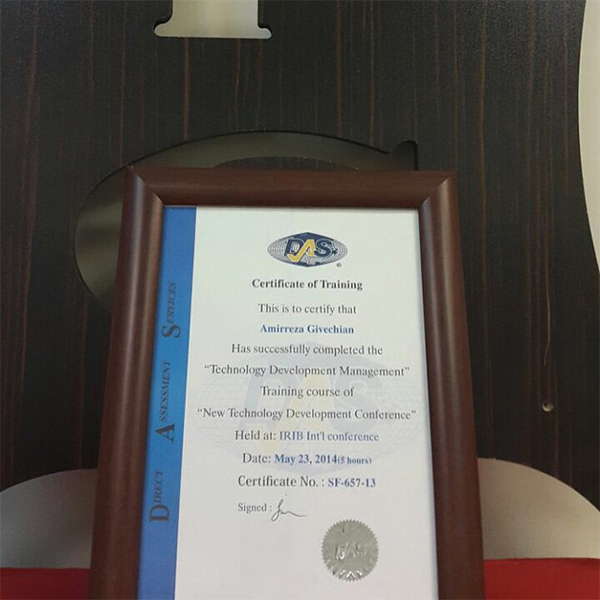 DAS
®
Certificate of Training
This is to certify that
Amirreza Givechian
Has successfully completed the
“Technology Development Management”
Training course of
“New Technology Development Conference”
Held at: IRIB Int'l conference
Date: May 23, 2014(5 hours)
Certificate No. : SF-657-13
Signed :
DAS
DIRECT ASSESSMENT SERVICES